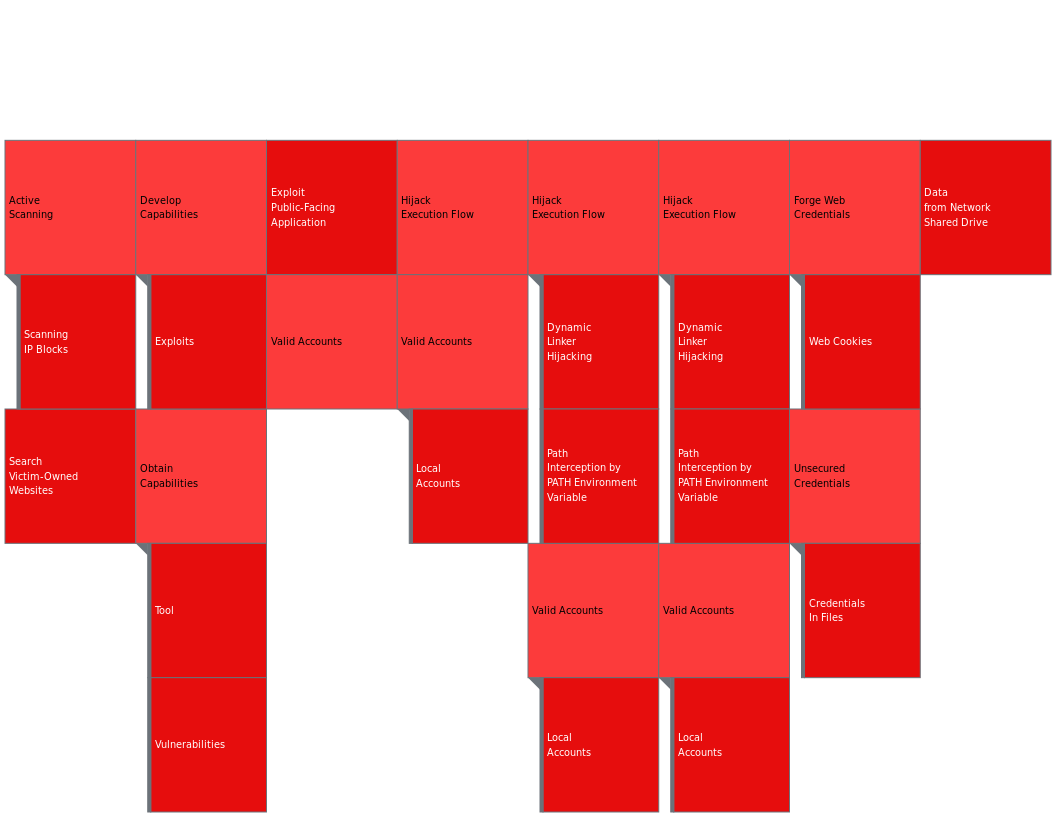 Active
Scanning
Develop
Capabilities
Exploit
Public-Facing
Application
Hijack
Execution Flow
Hijack
Execution Flow
Hijack
Execution Flow
Forge Web
Credentials
Data
from Network
Shared Drive
Scanning
IP Blocks
Exploits
Valid Accounts
Valid Accounts
Dynamic
Linker
Hijacking
Dynamic
Linker
Hijacking
Web Cookies
Search
Victim-Owned
Websites
Obtain
Capabilities
Local
Accounts
Path
Interception by
PATH Environment
Variable
Path
Interception by
PATH Environment
Variable
Unsecured
Credentials
Tool
Valid Accounts
Valid Accounts
Credentials
In Files
Vulnerabilities
Local
Accounts
Local
Accounts